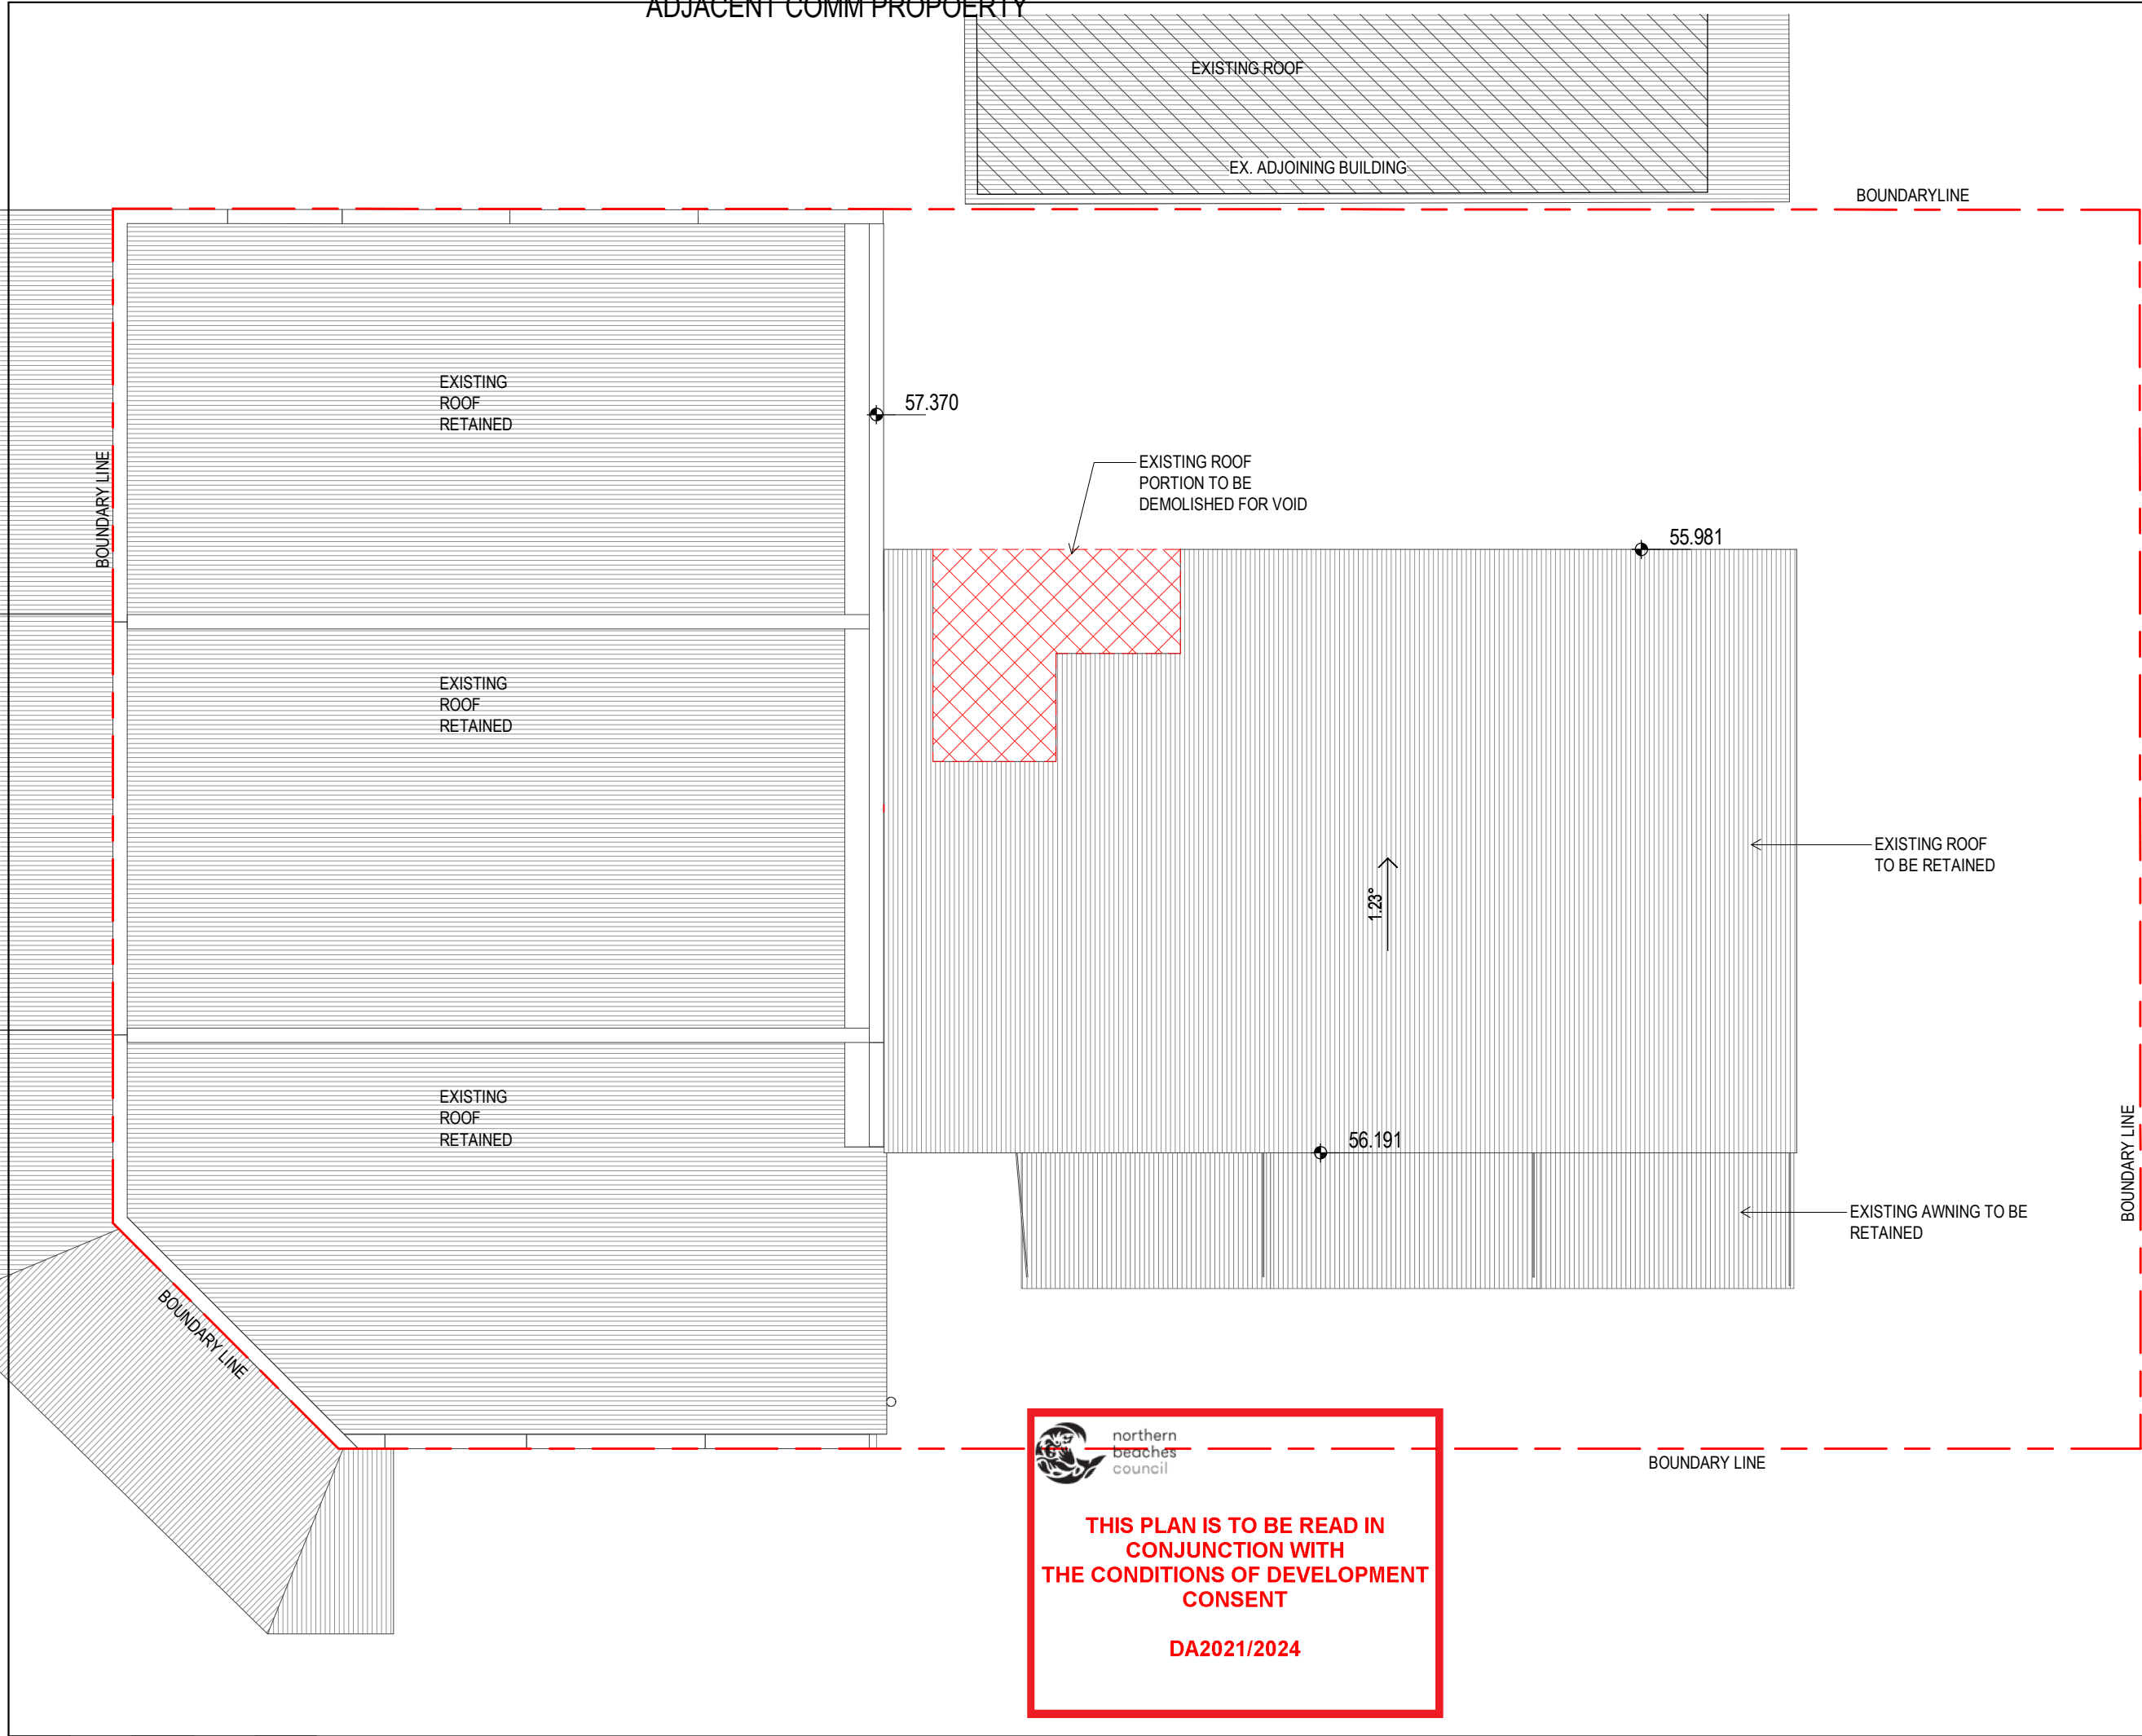 ADJACENT COMM PROPOERTY
EXISTING ROOF
EX. ADJOINING BUILDING
BOUNDARYLINE
EXISTING
ROOF
RETAINED
57.370
BOUNDARY LINE
EXISTING ROOF
PORTION TO BE
DEMOLISHED FOR VOID
55.981
EXISTING
ROOF
RETAINED
EXISTING ROOF
TO BE RETAINED
1.23°
EXISTING
ROOF
RETAINED
56.191
BOUNDARY LINE
EXISTING AWNING TO BE
RETAINED
BOUNDARY LINE
BOUNDARY LINE
northern
beaches
council
THIS PLAN IS TO BE READ IN
CONJUNCTION WITH
THE CONDITIONS OF DEVELOPMENT
CONSENT
DA2021/2024